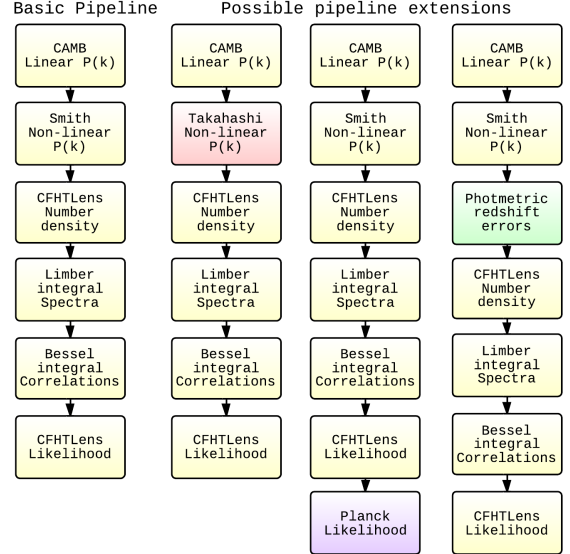 Basic Pipeline
Possible pipeline extensions
CAMB
Linear P(k)
Smith
Non-linear
P(k)
CFHTLens
Number
density
Limber
integral
Spectra
Bessel
integral
Correlations
CFHTLens
Likelihood
CAMB
Linear P(k)
Takahashi
Non-linear
P(k)
CFHTLens
Number
density
Limber
integral
Spectra
Bessel
integral
Correlations
CFHTLens
Likelihood
CAMB
Linear P(k)
Smith
Non-linear
P(k)
CFHTLens
Number
density
Limber
integral
Spectra
Bessel
integral
Correlations
CFHTLens
Likelihood
Planck
Likelihood
CAMB
Linear P(k)
Smith
Non-linear
P(k)
Photmetric
redshift
errors
CFHTLens
Number
density
Limber
integral
Spectra
Bessel
integral
Correlations
CFHTLens
Likelihood